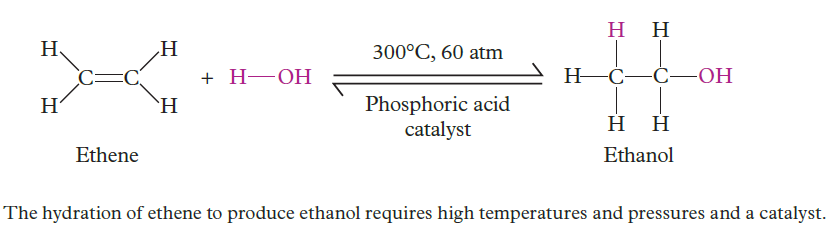 H H
H H 300°C, 60 atm
C=C + H—OH H—C—C—OH
H H Phosphoric acid
catalyst H H
Ethene Ethanol
The hydration of ethene to produce ethanol requires high temperatures and pressures and a catalyst.